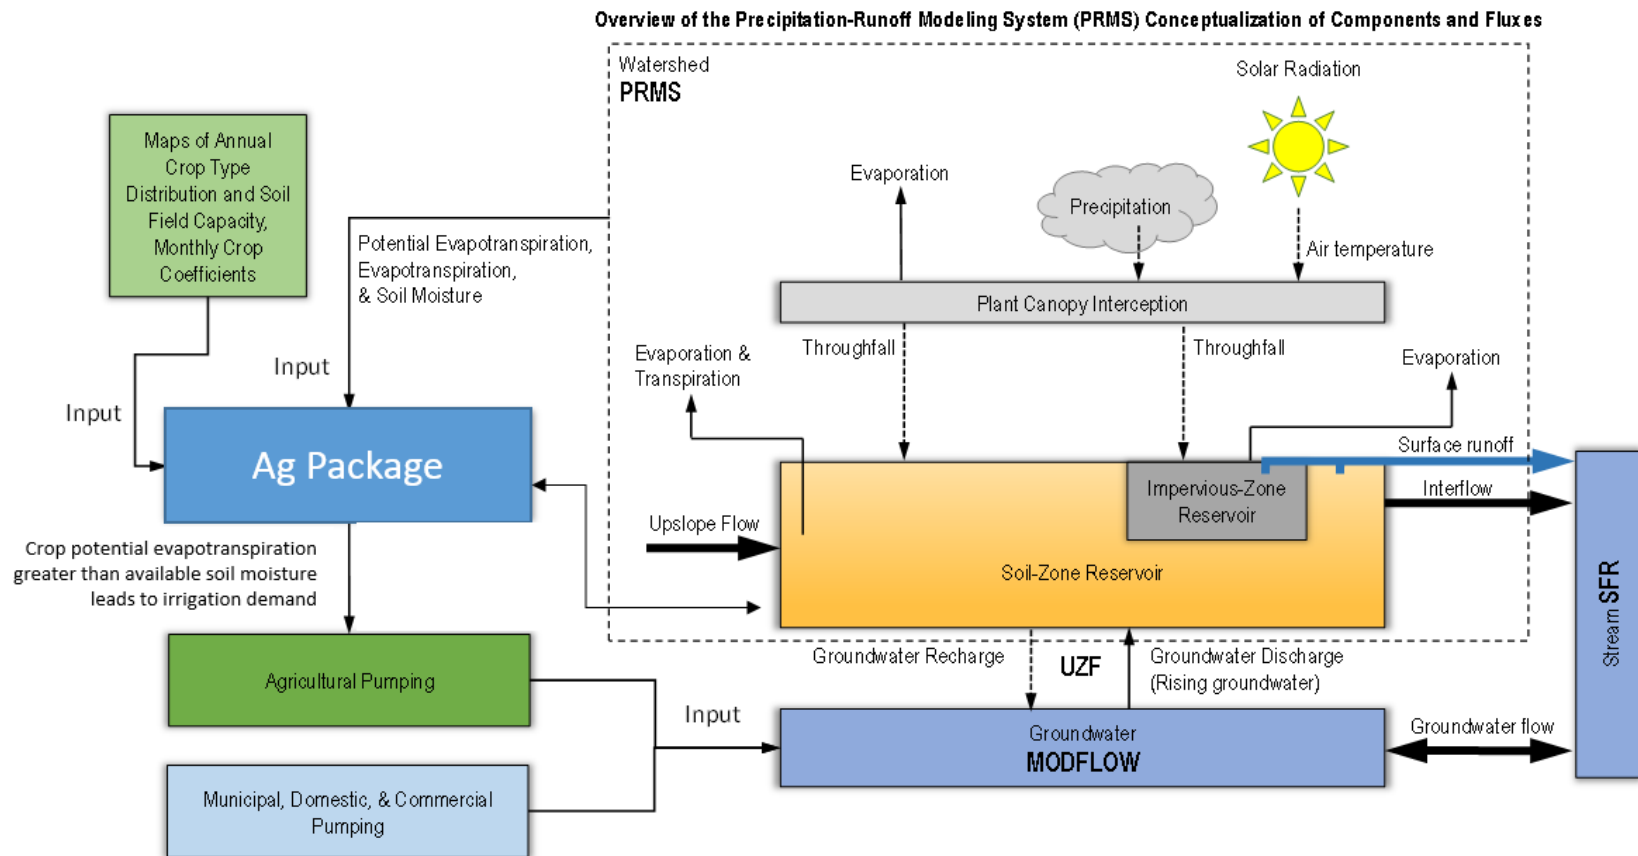 Overview of the Precipitation-Runoff Modeling System (PRMS) Conceptualization of Components and Fluxes
Watershed
PRMS
Solar Radiation
Maps of Annual
Crop Type
Distribution and Soil
Field Capacity,
Monthly Crop
Coefficients
Evaporation
Precipitation
Potential Evapotranspiration,
Evapotranspiration,
& Soil Moisture
Air temperature
Plant Canopy Interception
Input
Input
Evaporation &
Transpiration
Throughfall
Throughfall
Evaporation
Ag Package
Surface runoff
Impervious-Zone
Reservoir
Interflow
Upslope Flow
Soil-Zone Reservoir
Crop potential evapotranspiration
greater than available soil moisture
leads to irrigation demand
Stream SFR
Groundwater Recharge
UZF
Groundwater Discharge
(Rising groundwater)
Agricultural Pumping
Input
Groundwater
MODFLOW
Groundwater flow
Municipal, Domestic, & Commercial
Pumping